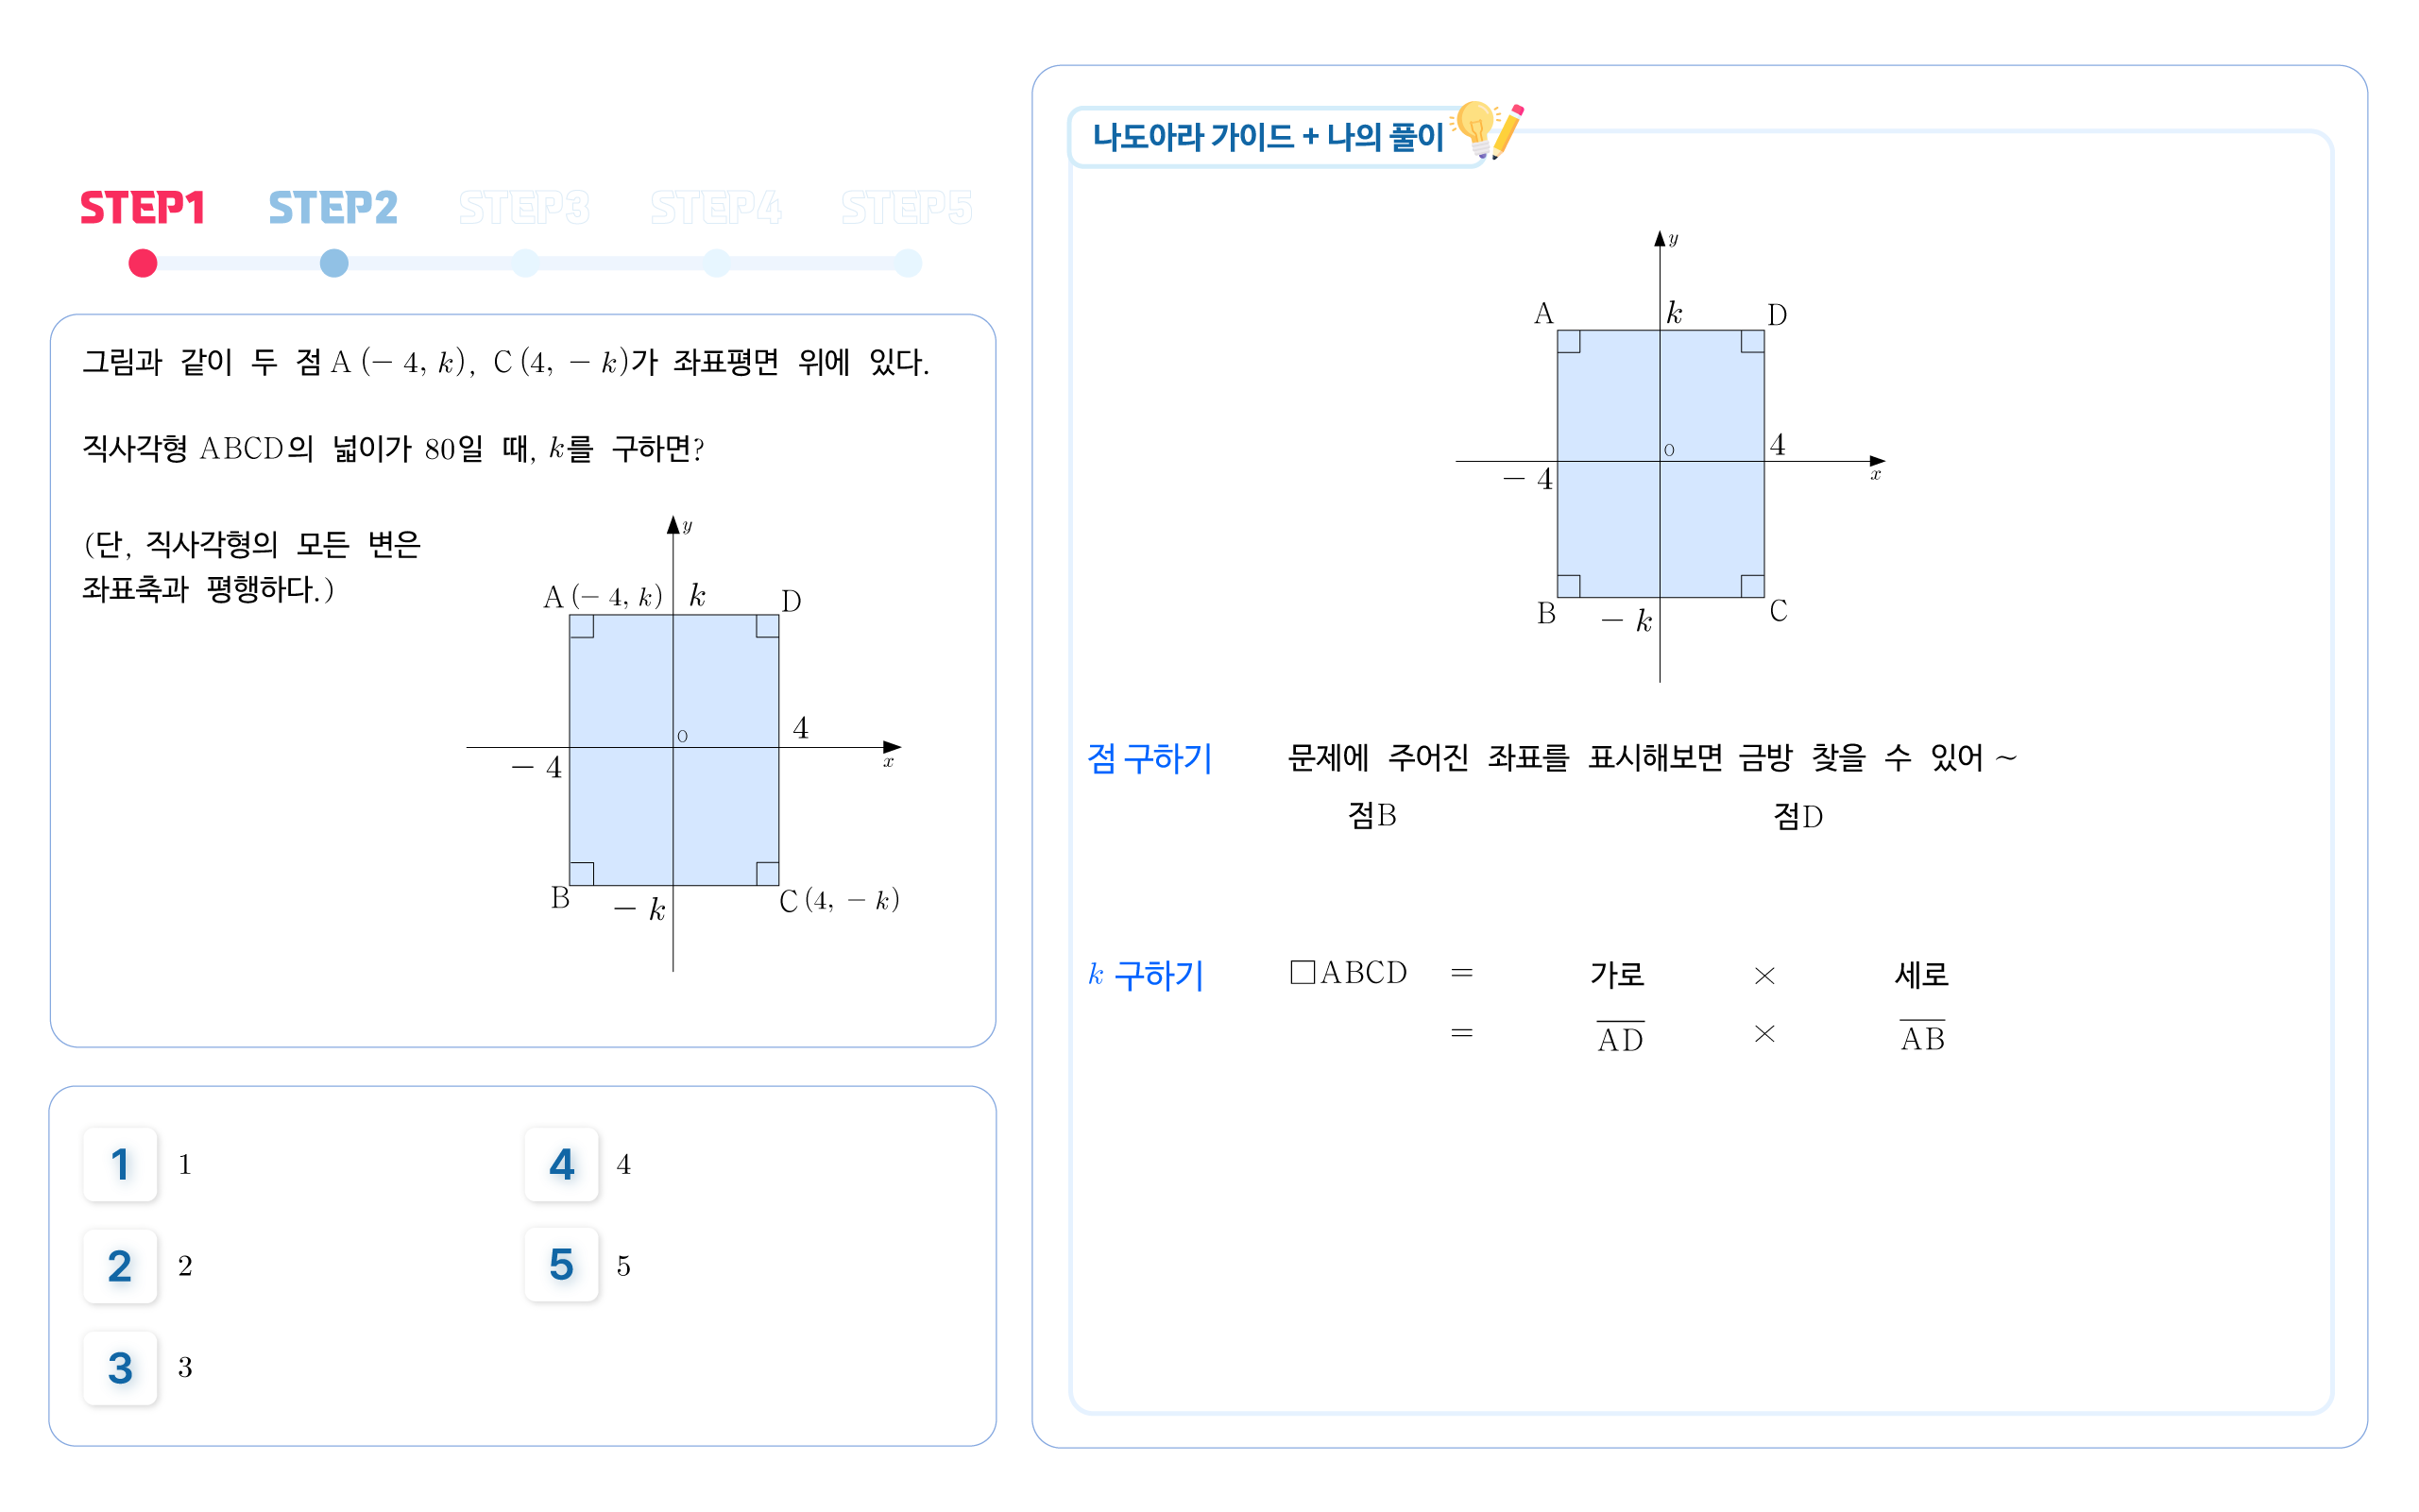 STEP1 STEP2 STEP3 STEP4 STEP5
그림과 같이 두 점 A(− 4, k), C(4, − k)가 좌표평면 위에 있다.
직사각형 ABCD의 넓이가 80일 때, k를 구하면?
(단, 직사각형의 모든 변은
좌표축과 평행하다.)
y
A(− 4, k) k D
O 4
− 4 x
B − k C(4, − k)
1 1
2 2
3 3
4 4
5 5
나도아라 가이드 + 나의 풀이
y
A k D
O 4
− 4 x
B − k C
점 구하기 문제에 주어진 좌표를 표시해보면 금방 찾을 수 있어 ~
점B 점D
k 구하기 □ABCD = 가로 × 세로
= A̅D̅ × A̅B̅